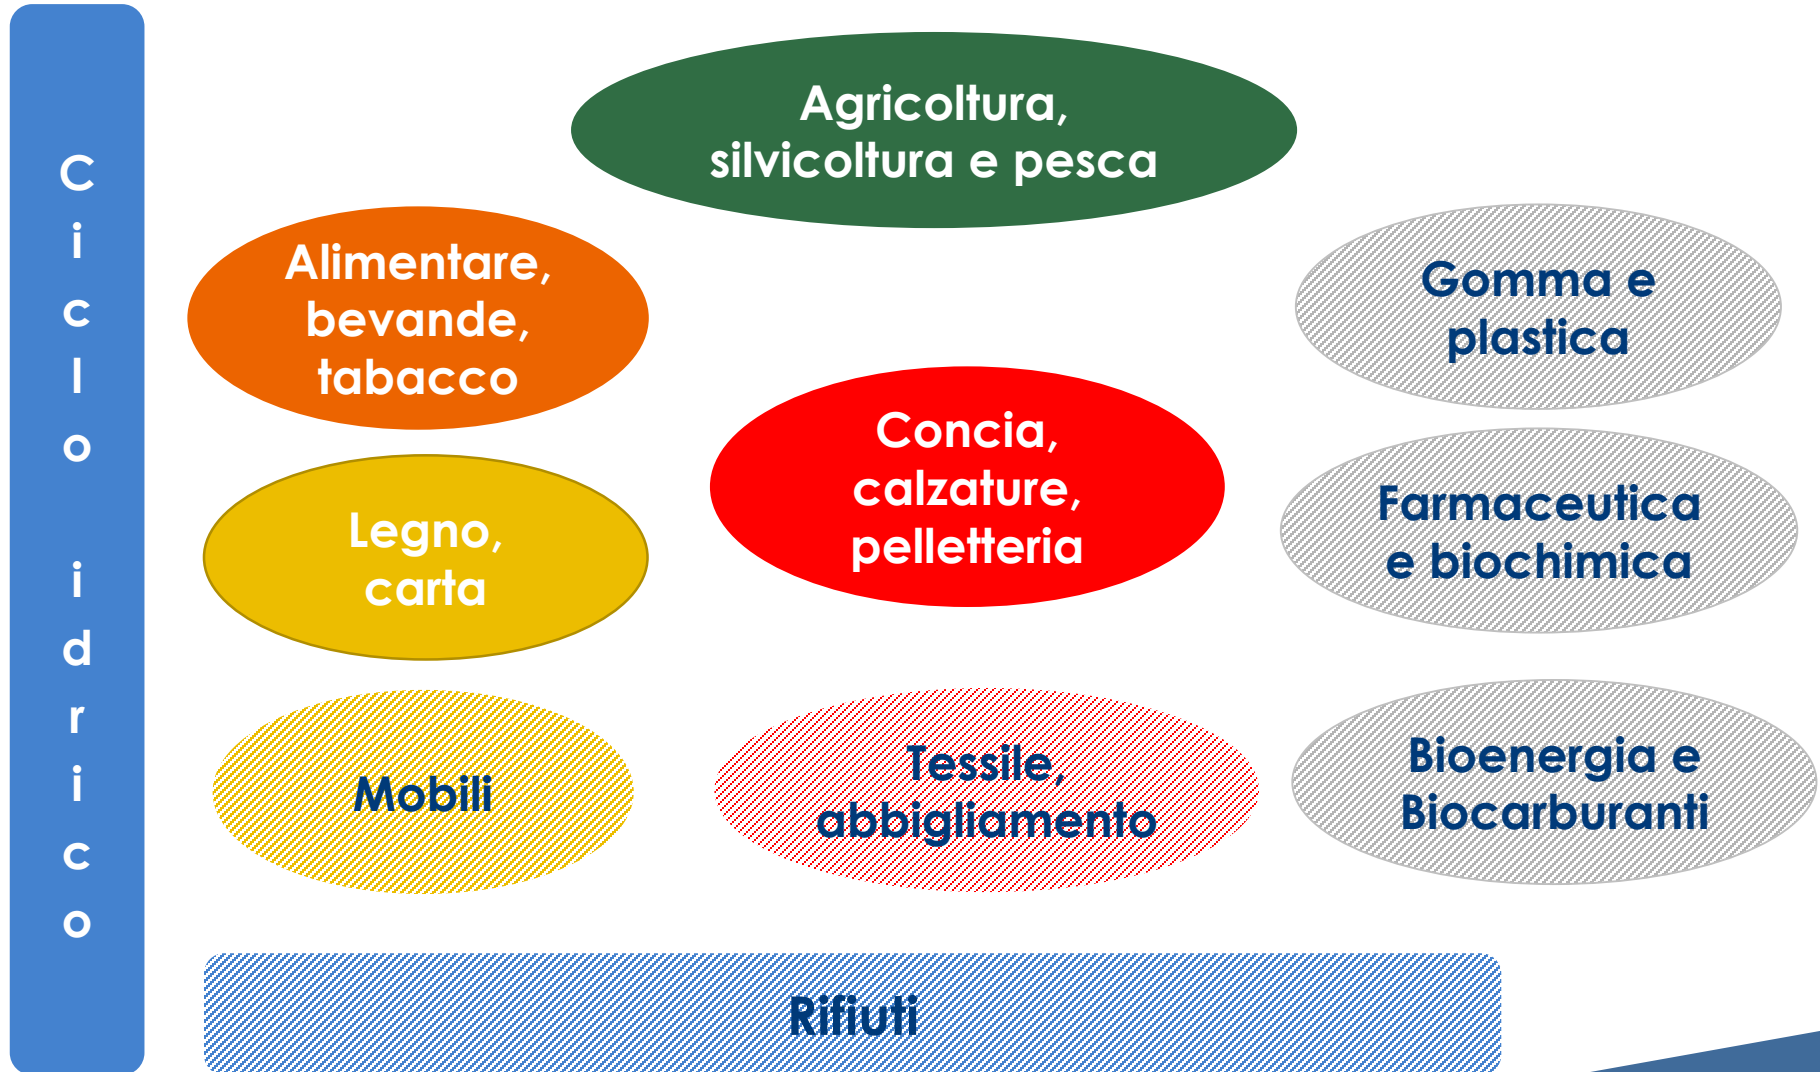 Ciclo idrico
Agricoltura,
silvicoltura e pesca
Alimentare,
bevande,
tabacco
Gomma e
plastica
Concia,
calzature,
pelletteria
Legno,
carta
Farmaceutica
e biochimica
Mobili
Tessile,
abbigliamento
Bioenergia e
Biocarburanti
Rifiuti